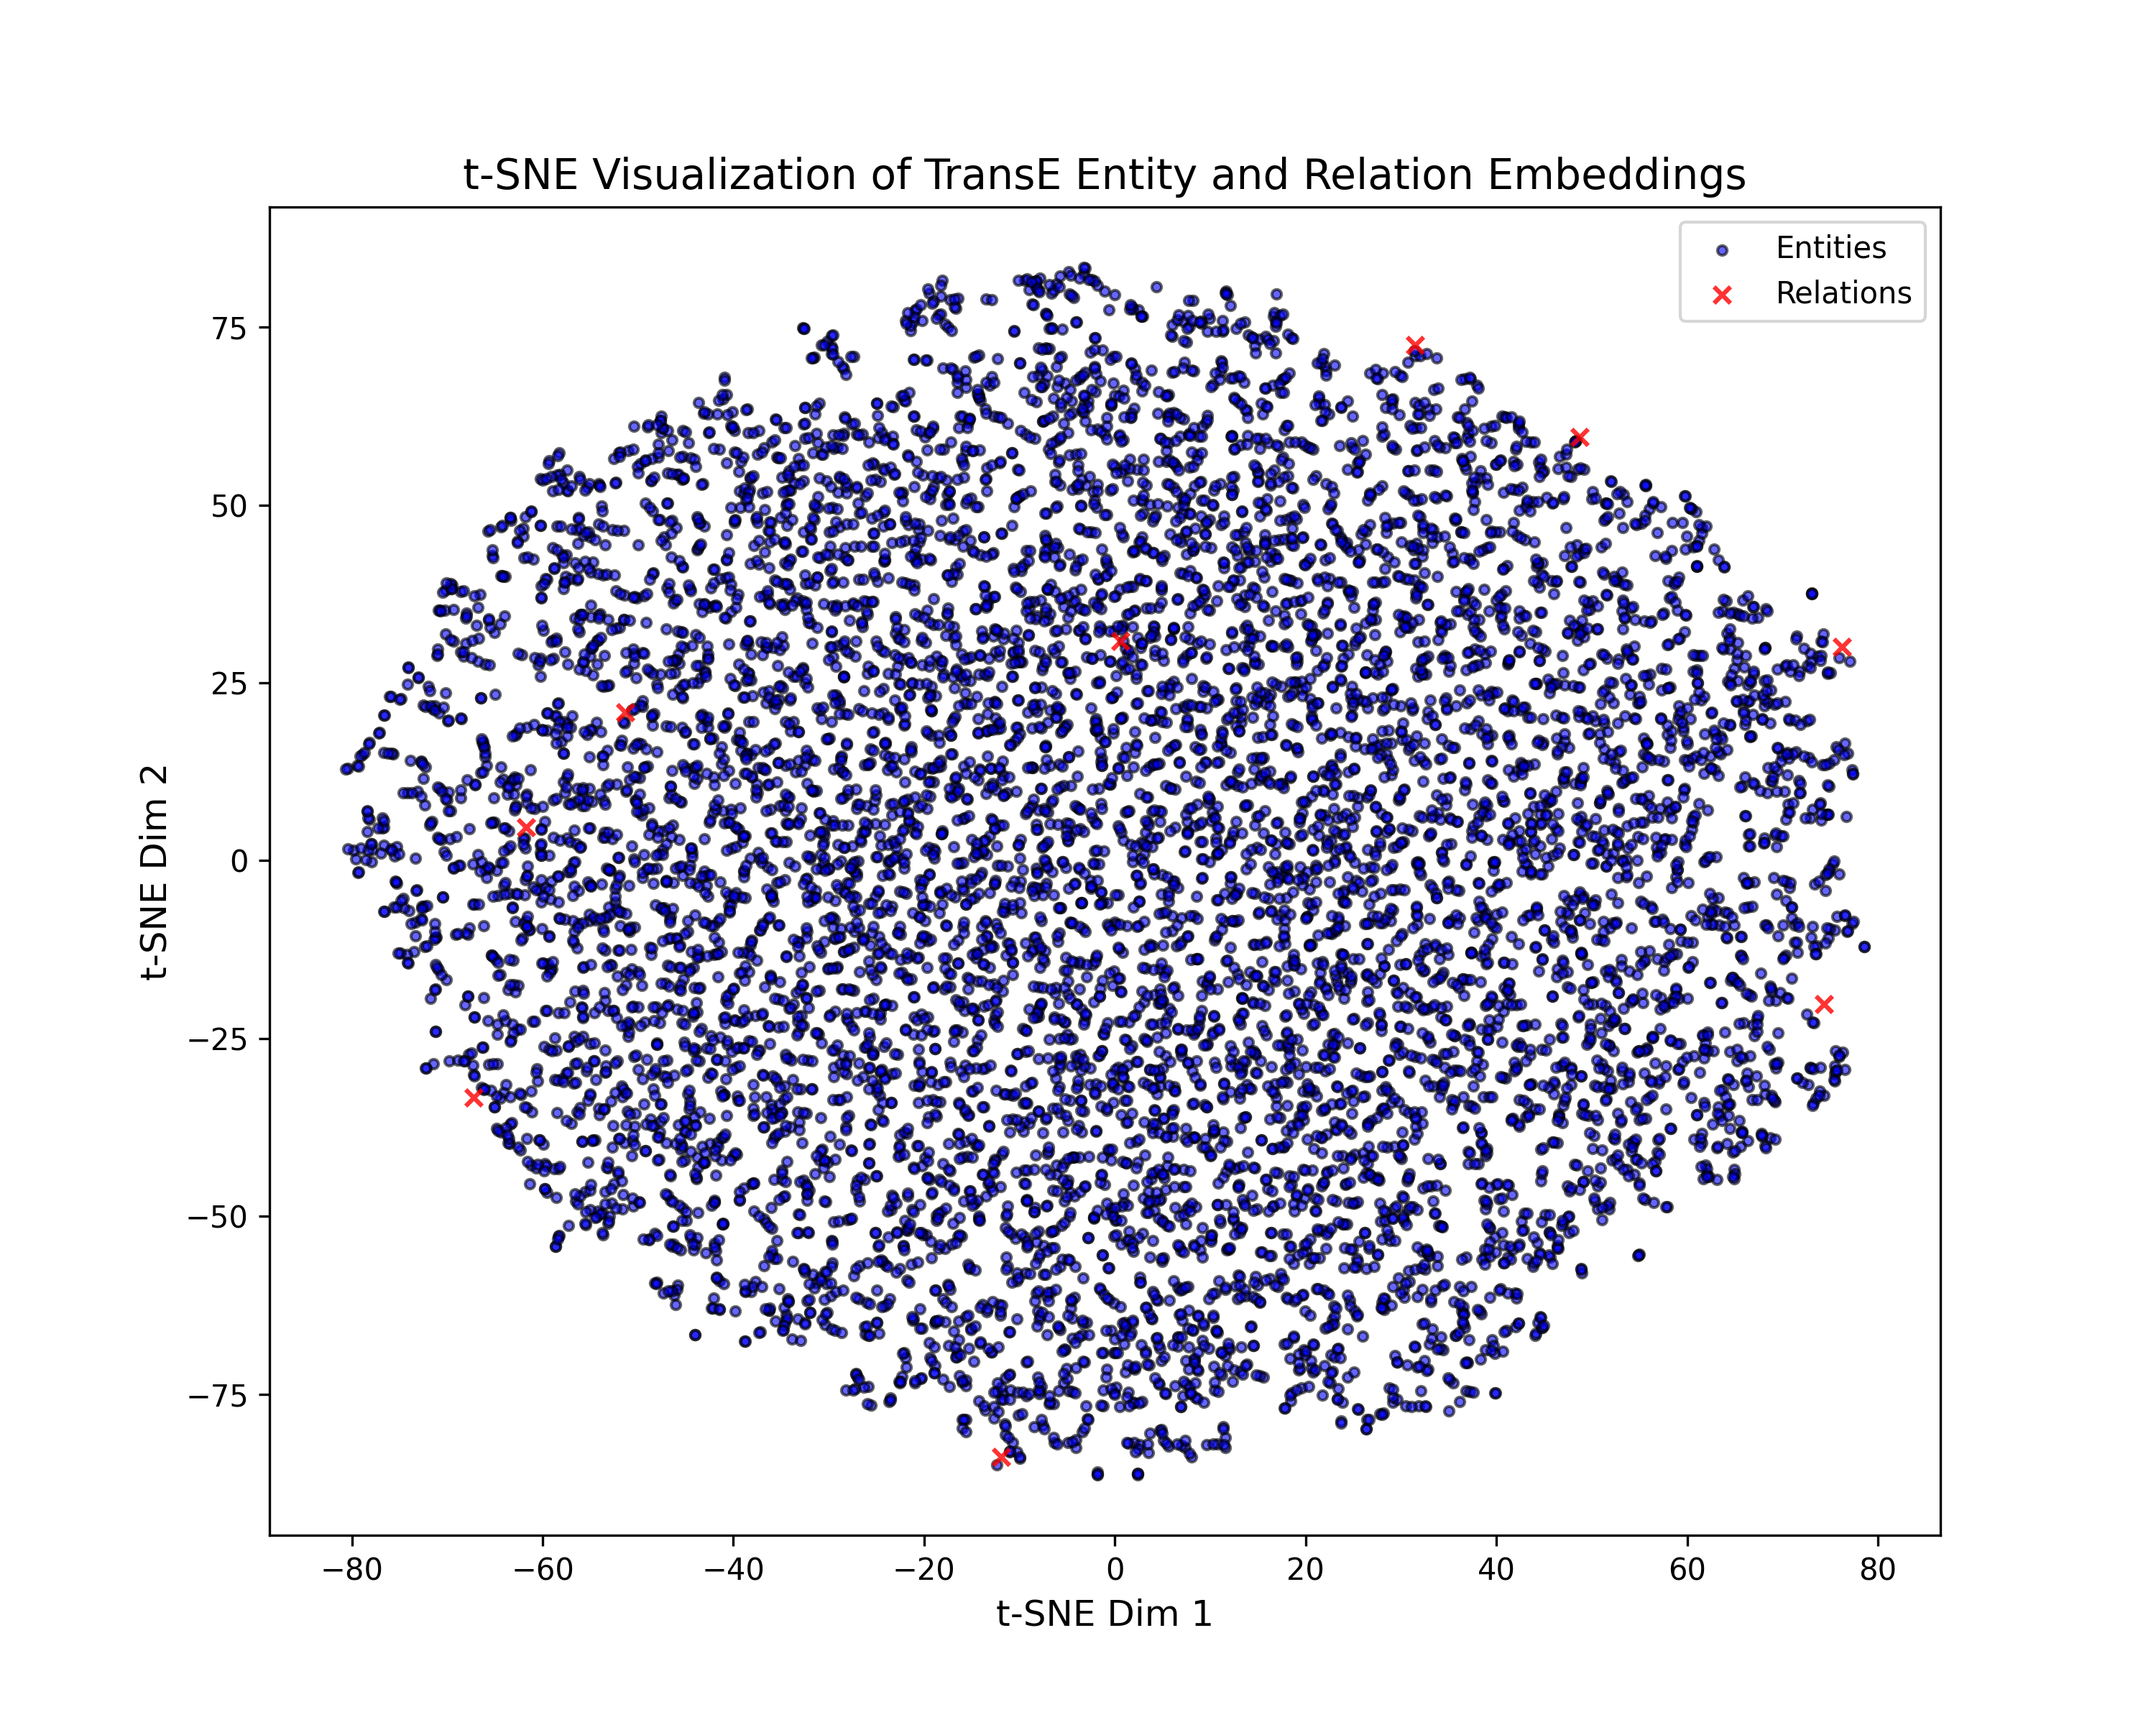 t-SNE Visualization of TransE Entity and Relation Embeddings
Entities
Relations
75
50
25
0
−25
−50
−75
t-SNE Dim 2
−80 −60 −40 −20 0 20 40 60 80
t-SNE Dim 1